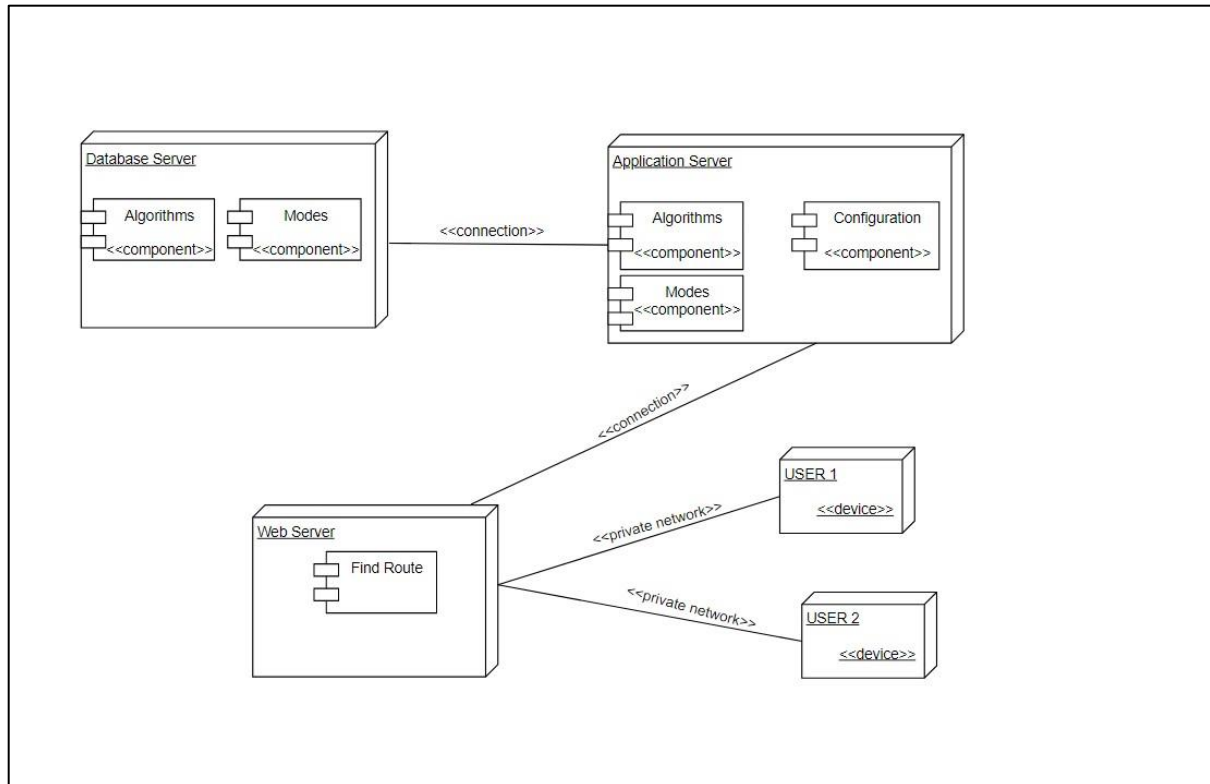 Database Server
Algorithms
<<component>>
Modes
<<component>>
<<connection>>
Application Server
Algorithms
<<component>>
Configuration
<<component>>
Modes
<<component>>
<<connection>>
Web Server
Find Route
<<private network>>
USER 1
<<device>>
<<private network>>
USER 2
<<device>>